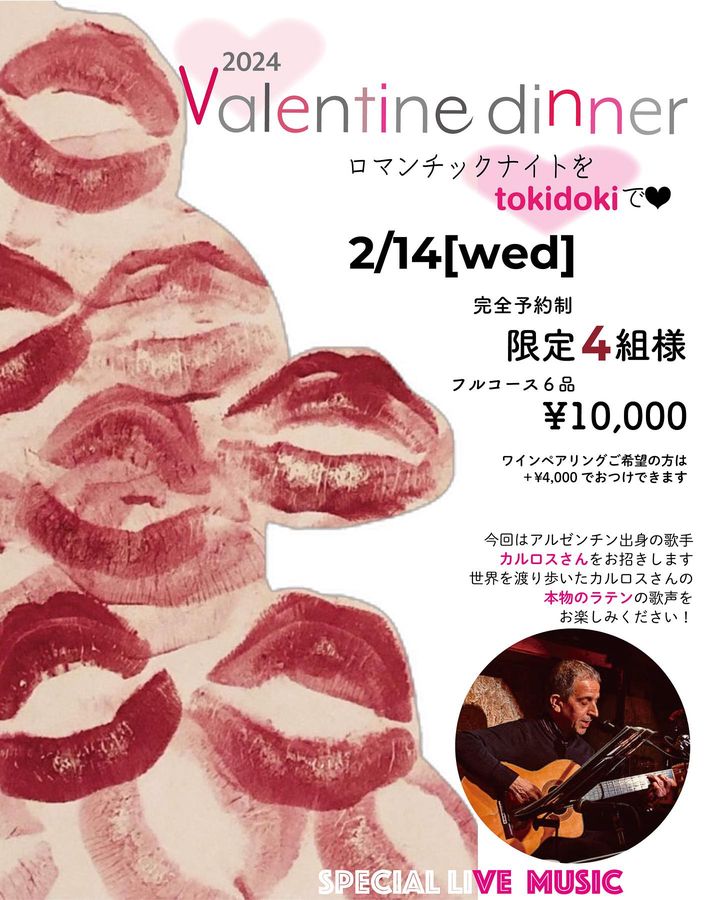 2024
Valentine dinner
ロマンチックナイトを
tokidokiで♥
2/14[wed]
完全予約制
限定4組様
フルコース６品
¥10,000
ワインペアリングご希望の方は
＋¥4,000 でおつけできます
今回はアルゼンチン出身の歌手
カルロスさんをお招きします
世界を渡り歩いたカルロスさんの
本物のラテンの歌声を
お楽しみください！
SPECIAL LIVE MUSIC